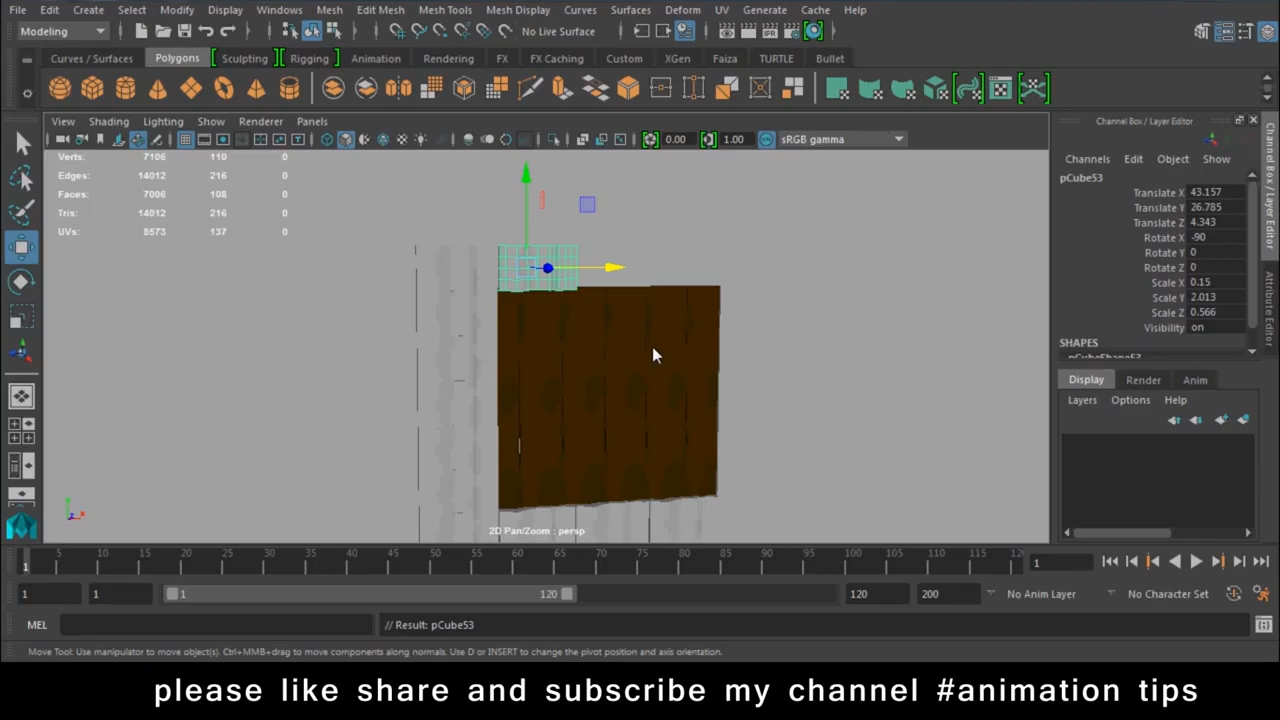 File Edit Create Select Modify Display Windows Mesh Edit Mesh Mesh Tools Mesh Display Curves Surfaces Deform UV Generate Cache Help
Modeling No Live Surface
Curves / Surfaces Polygons Sculpting Rigging Animation Rendering FX FX Caching Custom XGen Faiza TURTLE Bullet
View Shading Lighting Show Renderer Panels
0.00 1.00 sRGB gamma
Verts: 7106 110 0
Edges: 14012 216 0
Faces: 7006 108 0
Tris: 14012 216 0
UVs: 8573 137 0
2D Pan/Zoom : persp
Channel Box / Layer Editor
Channels Edit Object Show
pCube53
Translate X 43.157
Translate Y 26.785
Translate Z 4.343
Rotate X -90
Rotate Y 0
Rotate Z 0
Scale X 0.15
Scale Y 2.013
Scale Z 0.566
Visibility on
SHAPES
pCubeShape53
Display Render Anim
Layers Options Help
Channel Box / Layer Editor
Attribute Editor
5 10 15 20 25 30 35 40 45 50 55 60 65 70 75 80 85 90 95 100 105 110 115 12
1 1
1 1 1 120 120 200 No Anim Layer No Character Set
MEL // Result: pCube53
Move Tool: Use manipulator to move object(s). Ctrl+MMB+drag to move components along normals. Use D or INSERT to change the pivot position and axis orientation.
please like share and subscribe my channel #animation tips